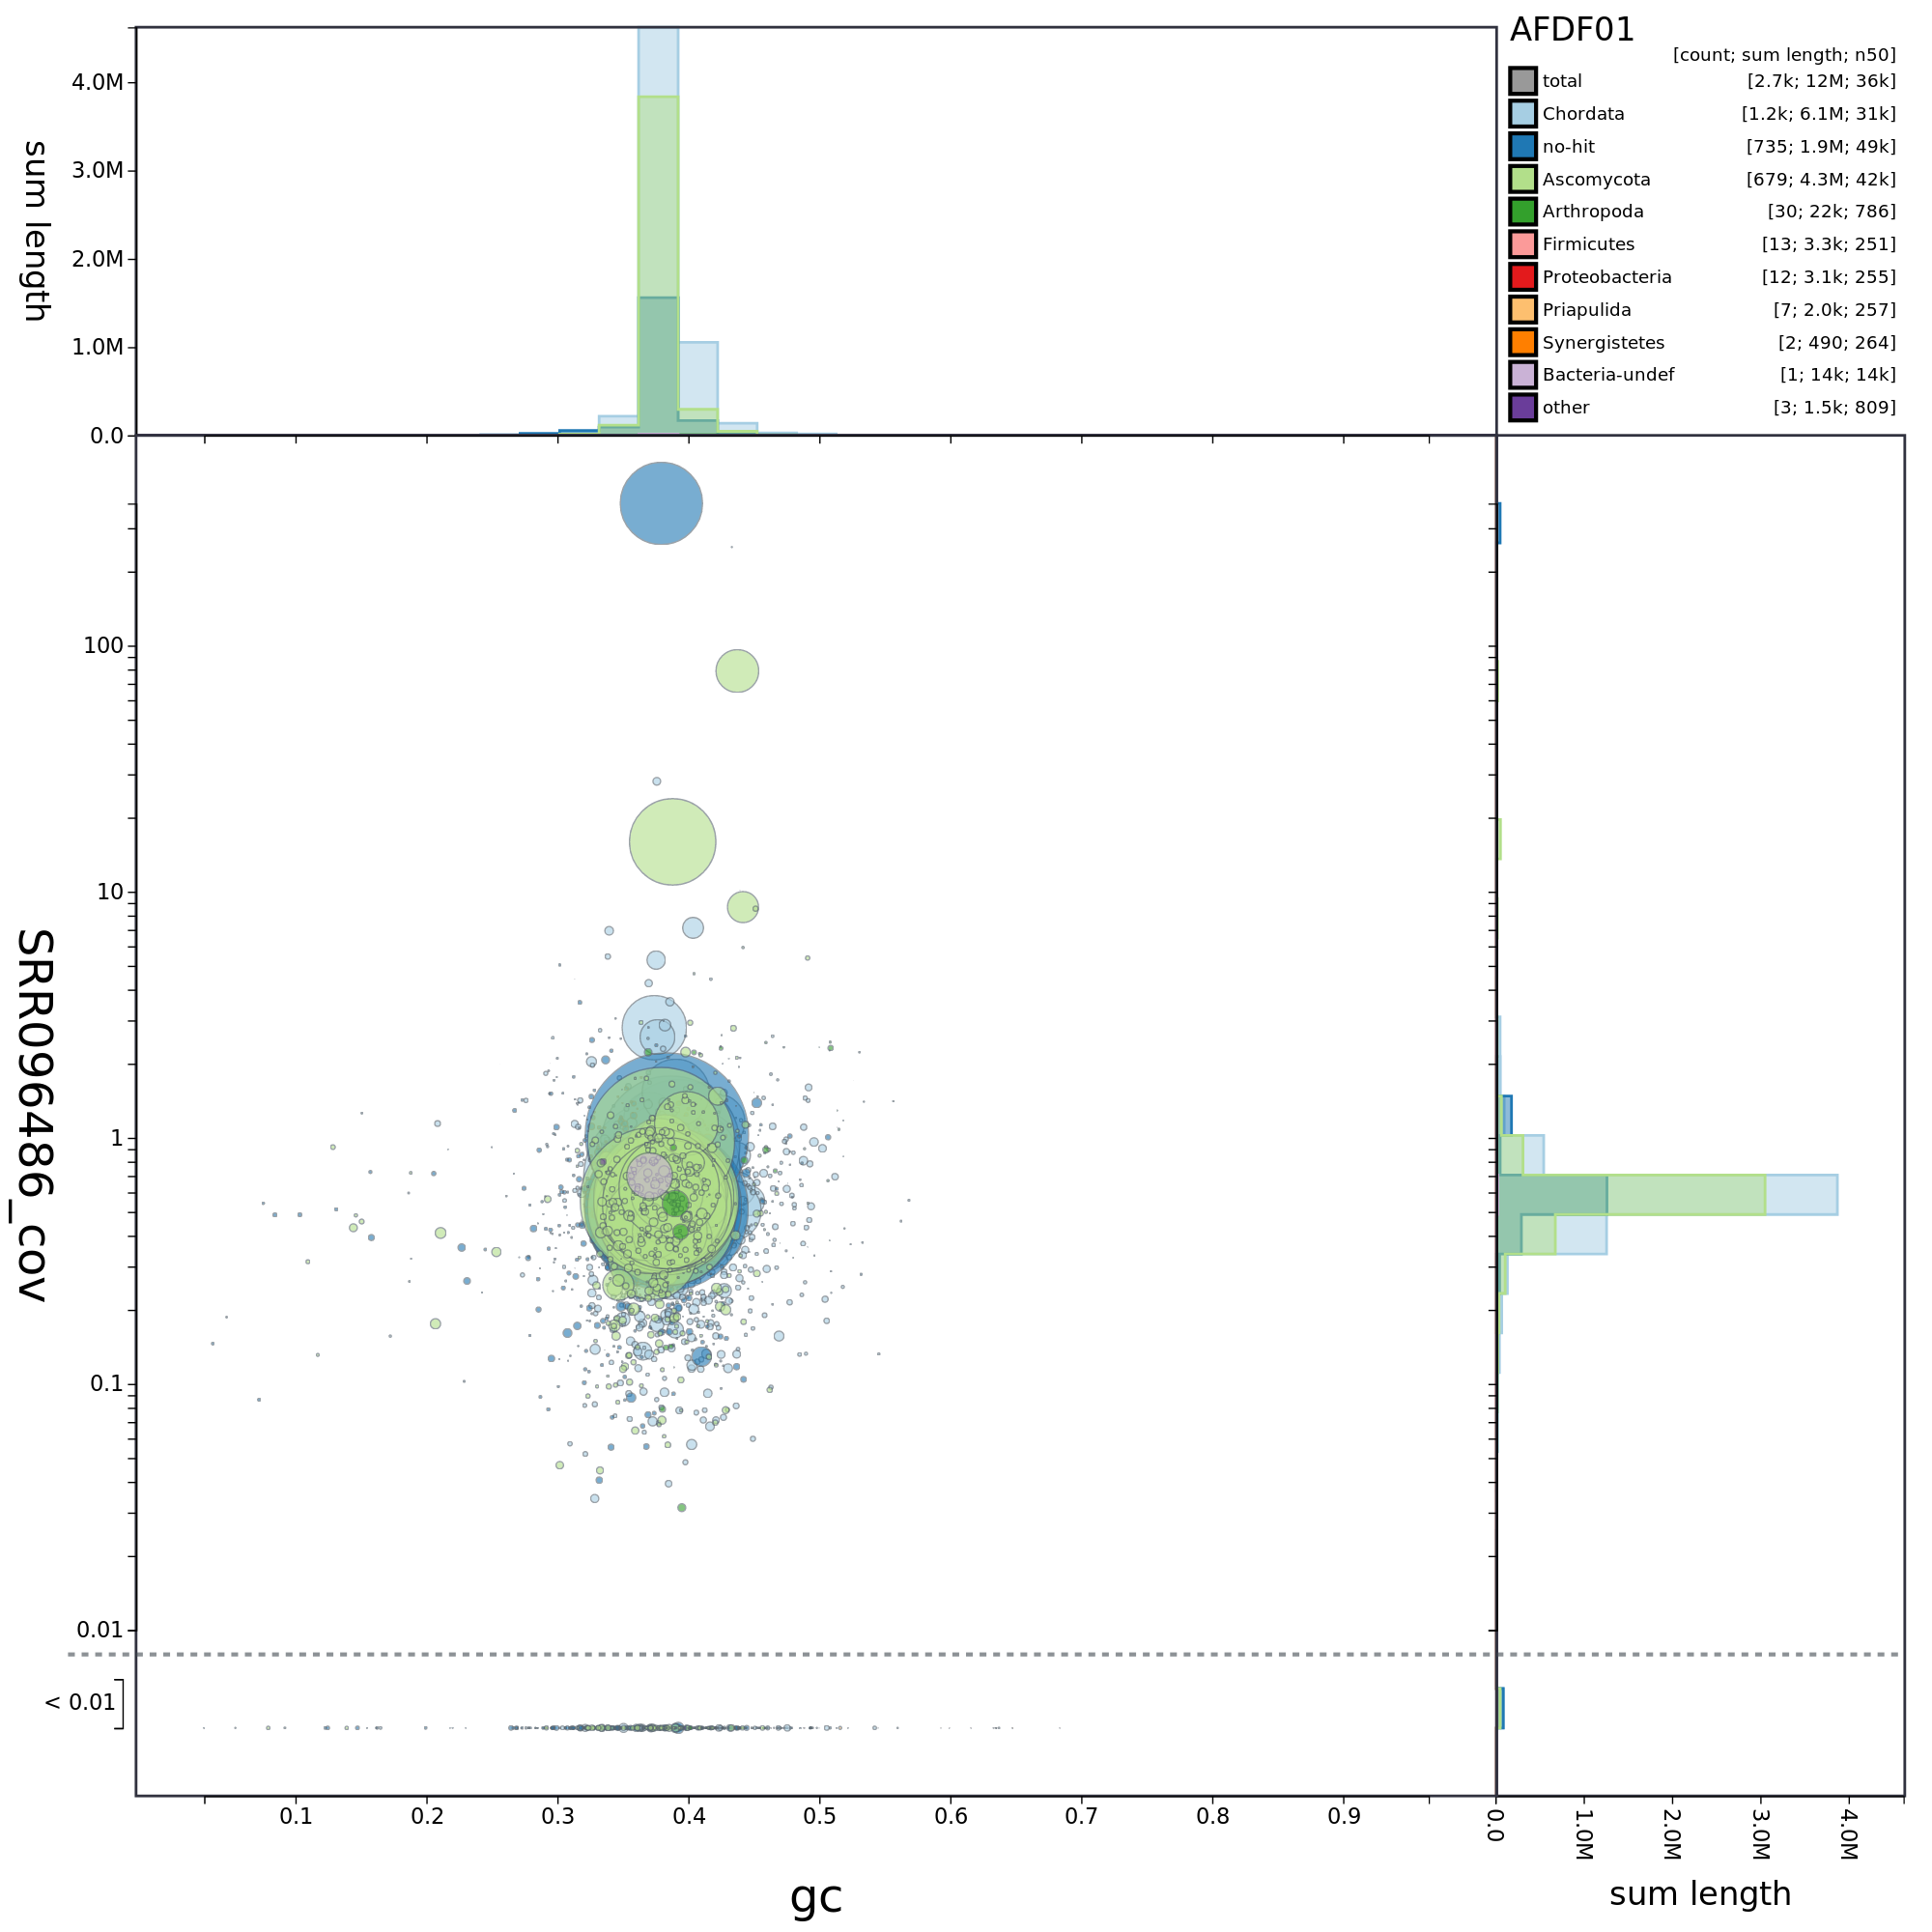 AFDF01
[count; sum length; n50]
total [2.7k; 12M; 36k]
Chordata [1.2k; 6.1M; 31k]
no-hit [735; 1.9M; 49k]
Ascomycota [679; 4.3M; 42k]
Arthropoda [30; 22k; 786]
Firmicutes [13; 3.3k; 251]
Proteobacteria [12; 3.1k; 255]
Priapulida [7; 2.0k; 257]
Synergistetes [2; 490; 264]
Bacteria-undef [1; 14k; 14k]
other [3; 1.5k; 809]
sum length
4.0M
3.0M
2.0M
1.0M
0.0
SRR096486_cov
100
10
1
0.1
0.01
< 0.01
0.1 0.2 0.3 0.4 0.5 0.6 0.7 0.8 0.9
gc
0.0 1.0M 2.0M 3.0M 4.0M
sum length